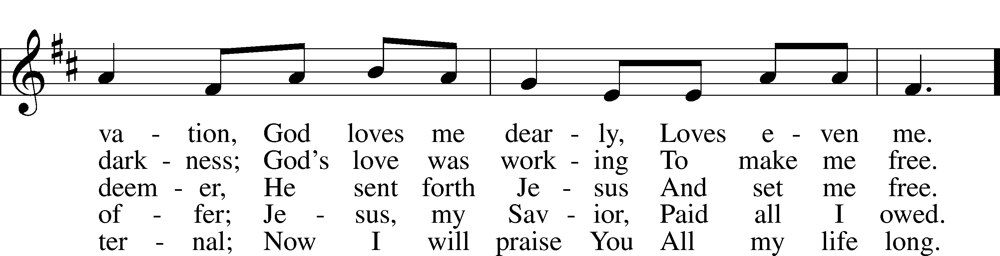 va - tion, God loves me dear - ly, Loves e - ven me.
dark - ness; God's love was work - ing To make me free.
deem - er, He sent forth Je - sus And set me free.
of - fer; Je - sus, my Sav - ior, Paid all I owed.
ter - nal; Now I will praise You All my life long.